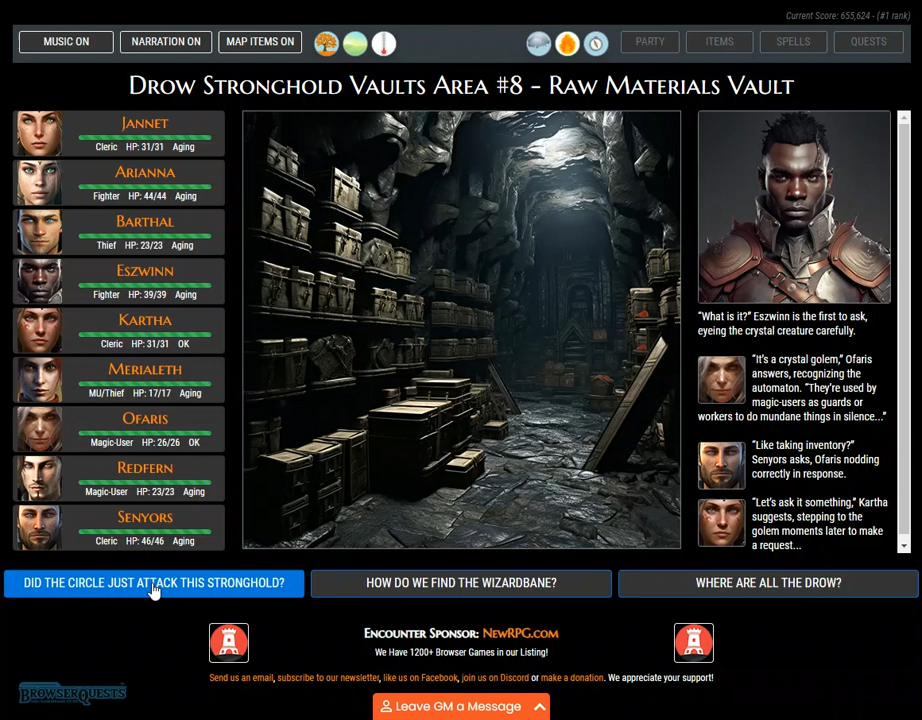 Current Score: 655,624 - (#1 rank)
MUSIC ON
NARRATION ON
MAP ITEMS ON
PARTY
ITEMS
SPELLS
QUESTS
Drow Stronghold Vaults Area #8 - Raw Materials Vault
Jannet
Cleric HP: 31/31 Aging
Arianna
Fighter HP: 44/44 Aging
Barthal
Thief HP: 23/23 Aging
Eszwinn
Fighter HP: 39/39 Aging
Kartha
Cleric HP: 31/31 OK
Merialeth
MU/Thief HP: 17/17 Aging
Ofaris
Magic-User HP: 26/26 OK
Redfern
Magic-User HP: 23/23 Aging
Senyors
Cleric HP: 46/46 Aging
“What is it?” Eszwinn is the first to ask,
eyeing the crystal creature carefully.
“It’s a crystal golem,” Ofaris
answers, recognizing the
automaton. “They’re used by
magic-users as guards or
workers to do mundane things in silence...”
“Like taking inventory?”
Senyors asks, Ofaris nodding
correctly in response.
“Let’s ask it something,” Kartha
suggests, stepping to the
golem moments later to make
a request...
DID THE CIRCLE JUST ATTACK THIS STRONGHOLD?
HOW DO WE FIND THE WIZARDBANE?
WHERE ARE ALL THE DROW?
Encounter Sponsor: NewRPG.com
We Have 1200+ Browser Games in our Listing!
Send us an email, subscribe to our newsletter, like us on Facebook, join us on Discord or make a donation. We appreciate your support!
BrowserQuests
Leave GM a Message